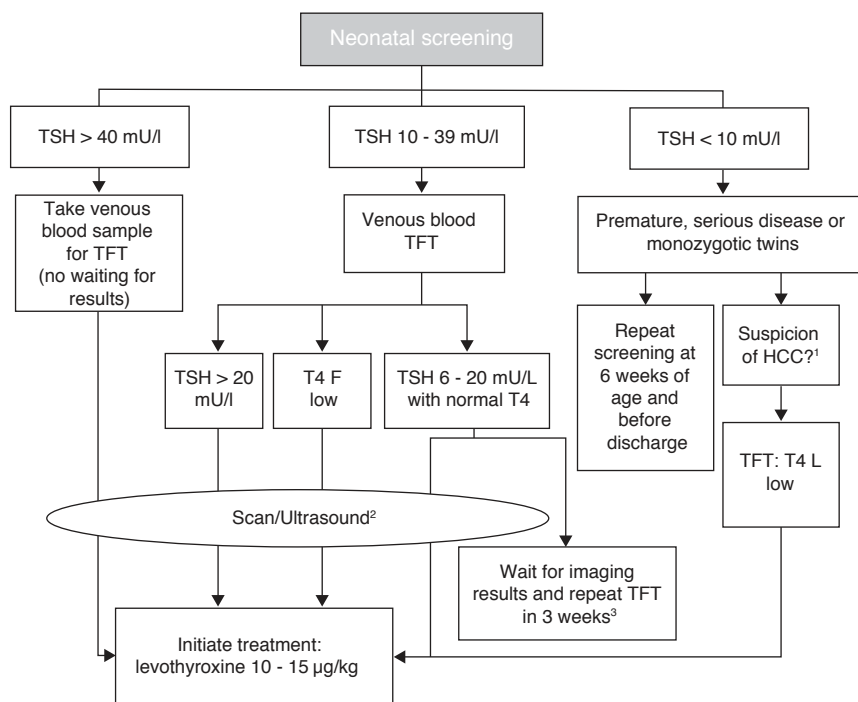 Neonatal screening
TSH > 40 mU/l
TSH 10 - 39 mU/l
TSH < 10 mU/l
Take venous
blood sample
for TFT
(no waiting for
results)
Venous blood
TFT
Premature, serious disease or
monozygotic twins
TSH > 20
mU/l
T4 F
low
TSH 6 - 20 mU/L
with normal T4
Repeat
screening at
6 weeks of
age and
before
discharge
Suspicion
of HCC?¹
TFT: T4 L
low
Scan/Ultrasound²
Wait for imaging
results and repeat TFT
in 3 weeks³
Initiate treatment:
levothyroxine 10 - 15 µg/kg